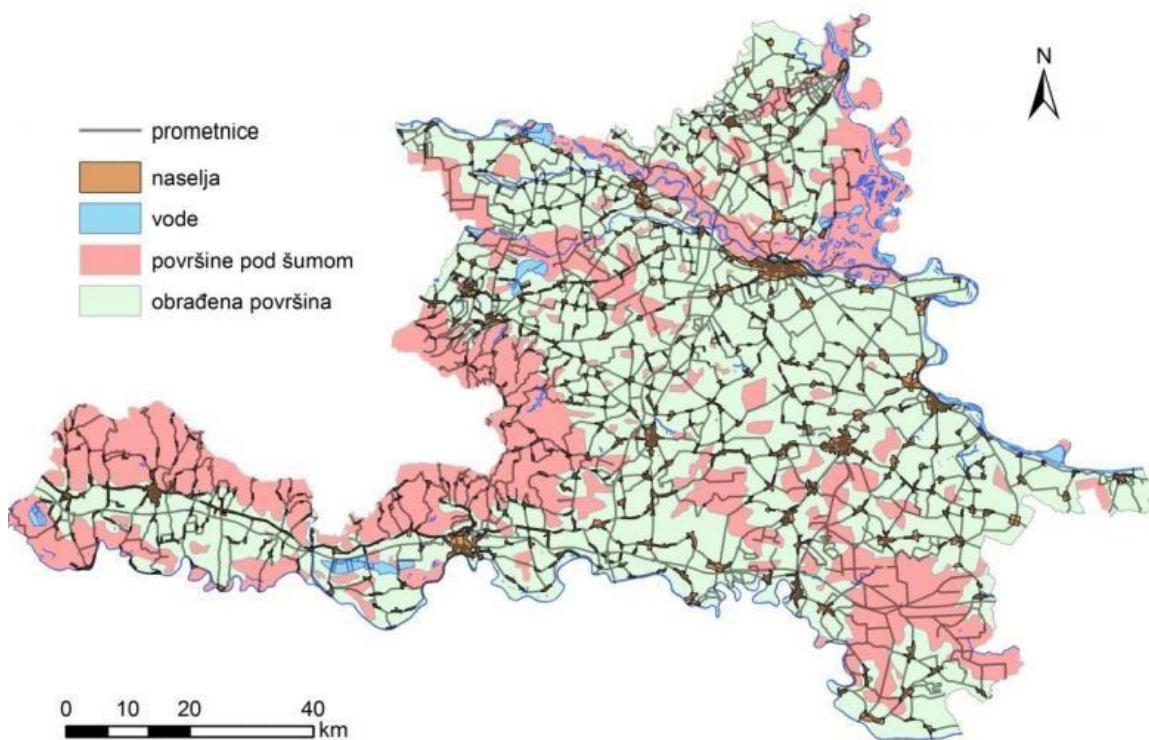 N
prometnice
naselja
vode
površine pod šumom
obrađena površina
0 10 20 40
km